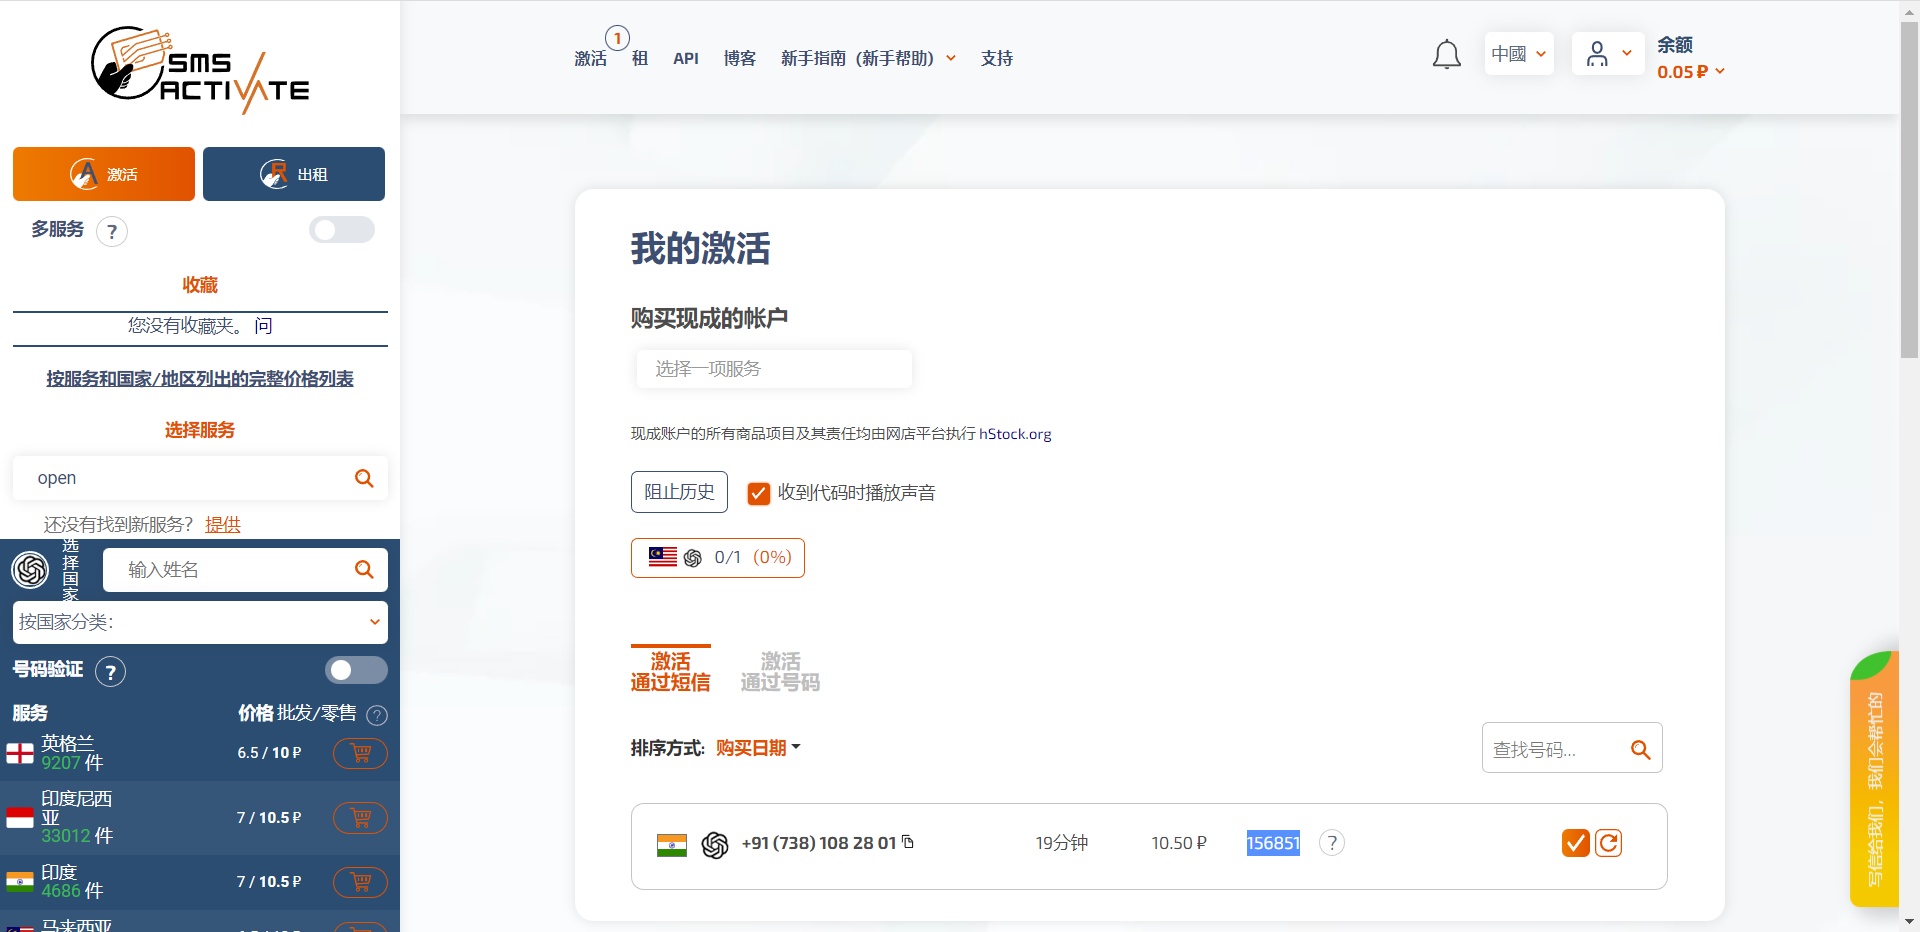 SMS
ACTIVATE
激活
出租
多服务
?
收藏
您没有收藏夹。 问
按服务和国家/地区列出的完整价格列表
选择服务
open
还没有找到新服务? 提供
选择国家
输入姓名
按国家分类:
号码验证
?
服务
价格 批发/零售 ?
英格兰
9207 件
6.5 / 10 ₽
印度尼西亚
33012 件
7 / 10.5 ₽
印度
4686 件
7 / 10.5 ₽
马来西亚
激活 1
租
API
博客
新手指南（新手帮助）
支持
中國
余额
0.05 ₽
我的激活
购买现成的帐户
选择一项服务
现成账户的所有商品项目及其责任均由网店平台执行 hStock.org
阻止历史
收到代码时播放声音
0/1 (0%)
激活
通过短信
激活
通过号码
排序方式: 购买日期
查找号码...
+91 (738) 108 28 01
19分钟
10.50 ₽
156851
?
写信给我们，我们会帮忙的